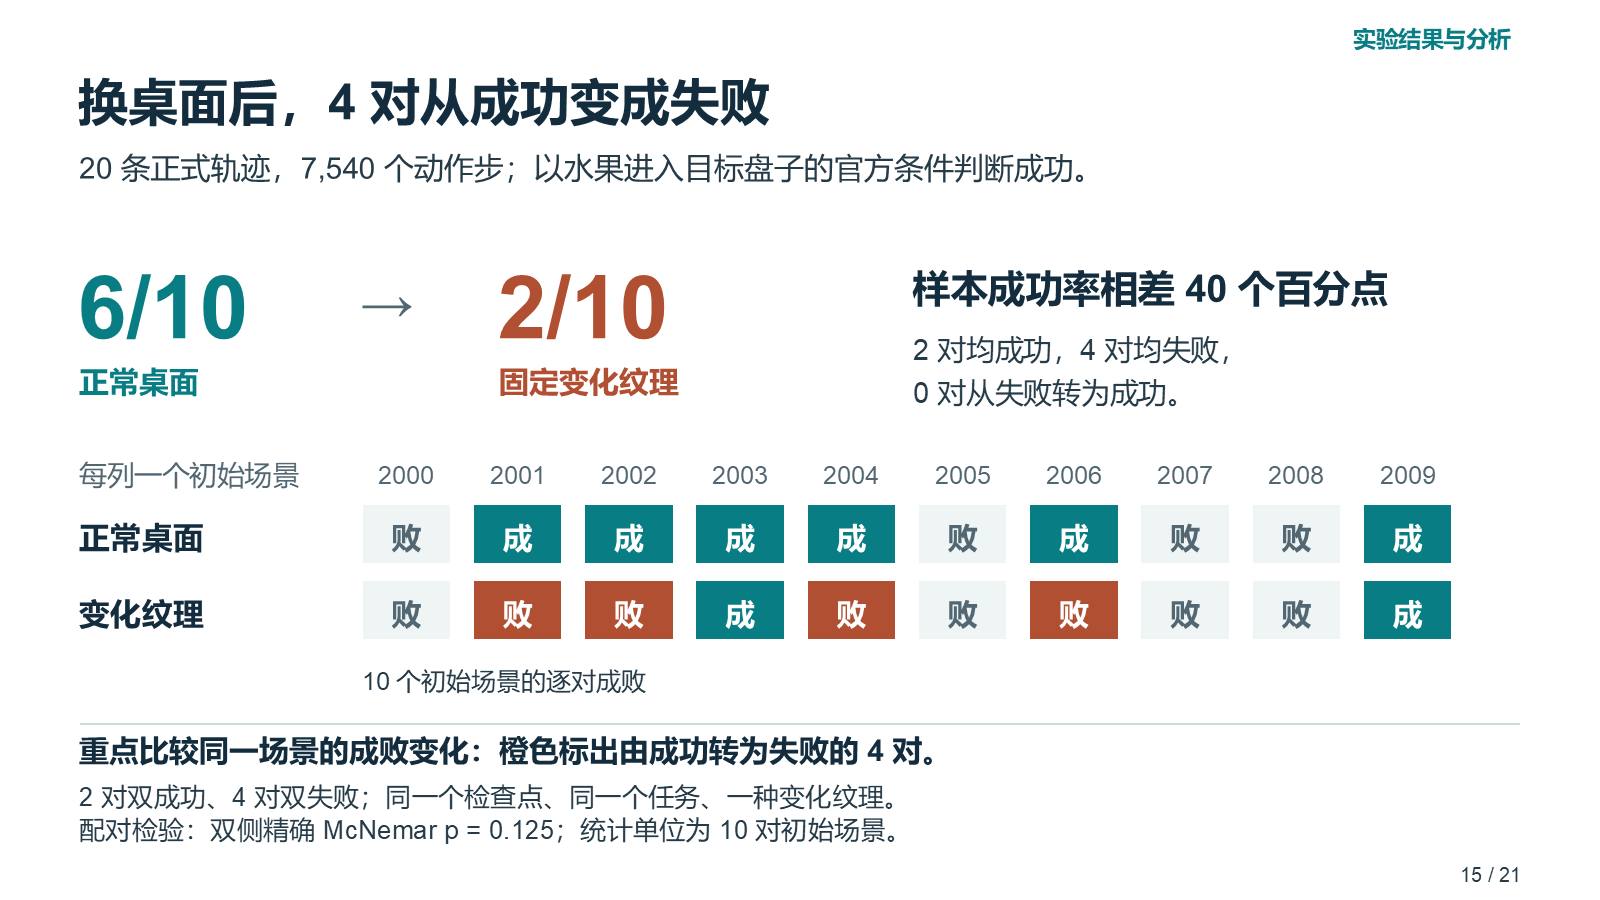 实验结果与分析
换桌面后，4 对从成功变成失败
20 条正式轨迹，7,540 个动作步；以水果进入目标盘子的官方条件判断成功。
6/10 → 2/10
正常桌面 固定变化纹理
样本成功率相差 40 个百分点
2 对均成功，4 对均失败，
0 对从失败转为成功。
每列一个初始场景 2000 2001 2002 2003 2004 2005 2006 2007 2008 2009
正常桌面 败 成 成 成 成 败 成 败 败 成
变化纹理 败 败 败 成 败 败 败 败 败 成
10 个初始场景的逐对成败
重点比较同一场景的成败变化：橙色标出由成功转为失败的 4 对。
2 对双成功、4 对双失败；同一个检查点、同一个任务、一种变化纹理。
配对检验：双侧精确 McNemar p = 0.125；统计单位为 10 对初始场景。
15 / 21